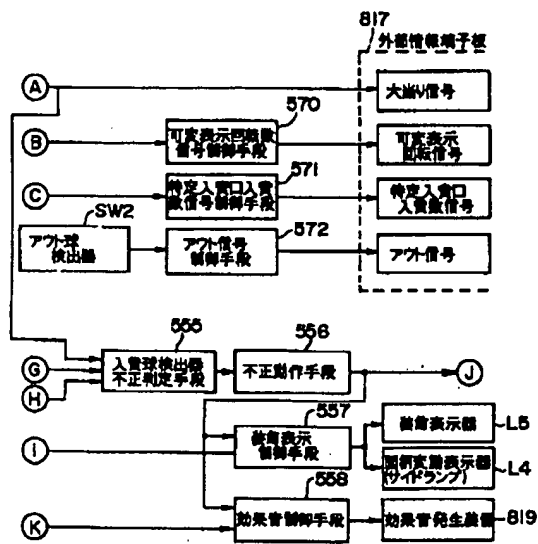 817
外部情報端子板
A
大当り信号
570
B
可変表示回転数
信号制御手段
可変表示
回転信号
571
C
特定入賞口入賞
数信号制御手段
特定入賞口
入賞数信号
SW2
572
アウト球
検出器
アウト信号
制御手段
アウト信号
555
556
G
H
入賞球検出器
不正判定手段
不正動作手段
J
557
I
装飾表示
制御手段
装飾表示器
L5
図柄変動表示器
(サイドランプ)
L4
558
K
効果音制御手段
効果音発生装置
819